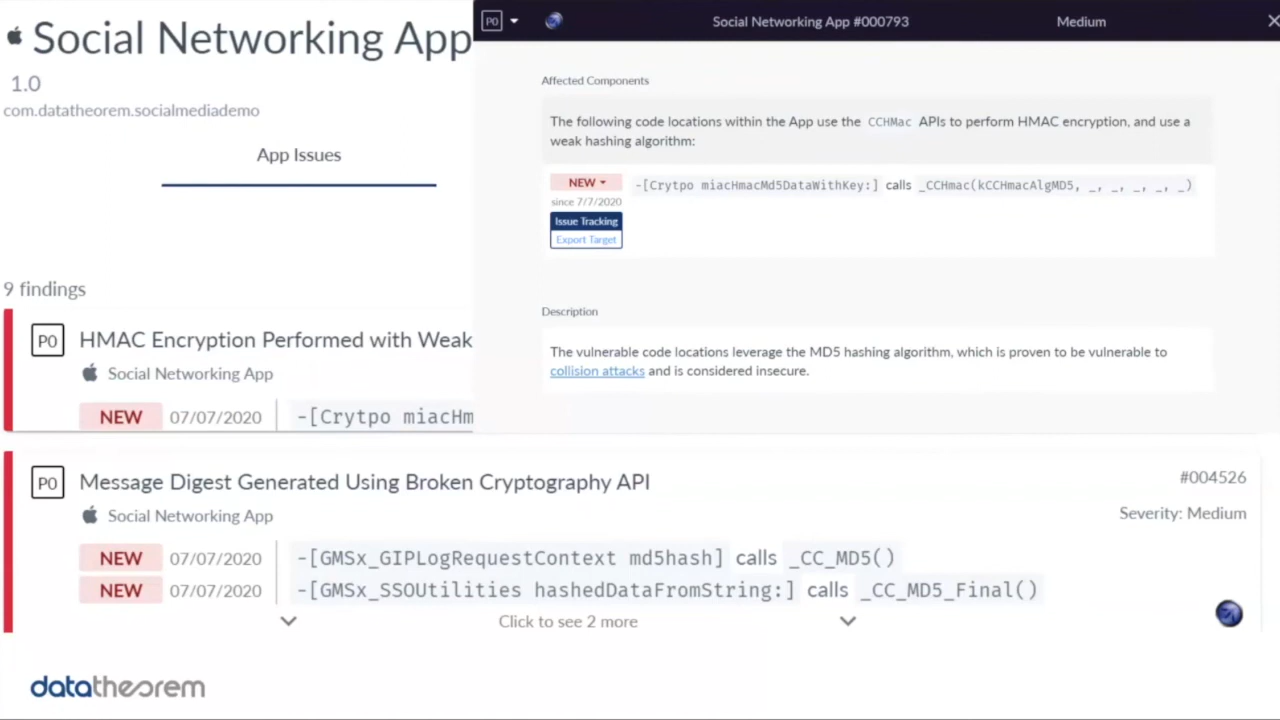 Social Networking App
1.0
com.datatheorem.socialmediademo
App Issues
9 findings
P0 HMAC Encryption Performed with Weak
Social Networking App
NEW 07/07/2020 -[Crytpo miacHm
P0 Social Networking App #000793 Medium
Affected Components
The following code locations within the App use the CCHMac APIs to perform HMAC encryption, and use a
weak hashing algorithm:
NEW -[Crytpo miacHmacMd5DataWithKey:] calls _CCHmac(kCCHmacAlgMD5, _, _, _, _, _)
since 7/7/2020
Issue Tracking
Export Target
Description
The vulnerable code locations leverage the MD5 hashing algorithm, which is proven to be vulnerable to
collision attacks and is considered insecure.
P0 Message Digest Generated Using Broken Cryptography API #004526
Social Networking App Severity: Medium
NEW 07/07/2020 -[GMSx_GIPLogRequestContext md5hash] calls _CC_MD5()
NEW 07/07/2020 -[GMSx_SSOUtilities hashedDataFromString:] calls _CC_MD5_Final()
Click to see 2 more
datatheorem